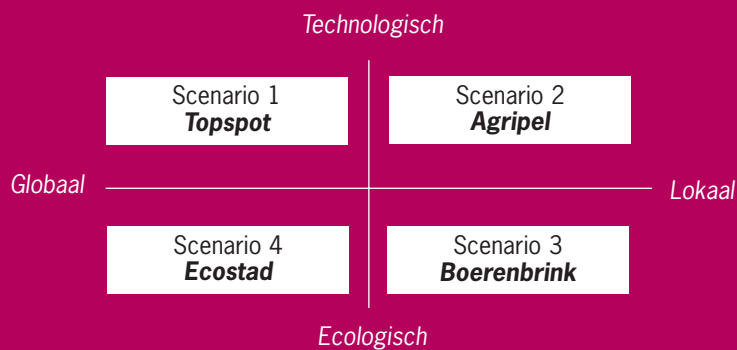 Technologisch
Scenario 1
Topspot
Scenario 2
Agripel
Globaal
Lokaal
Scenario 4
Ecostad
Scenario 3
Boerenbrink
Ecologisch